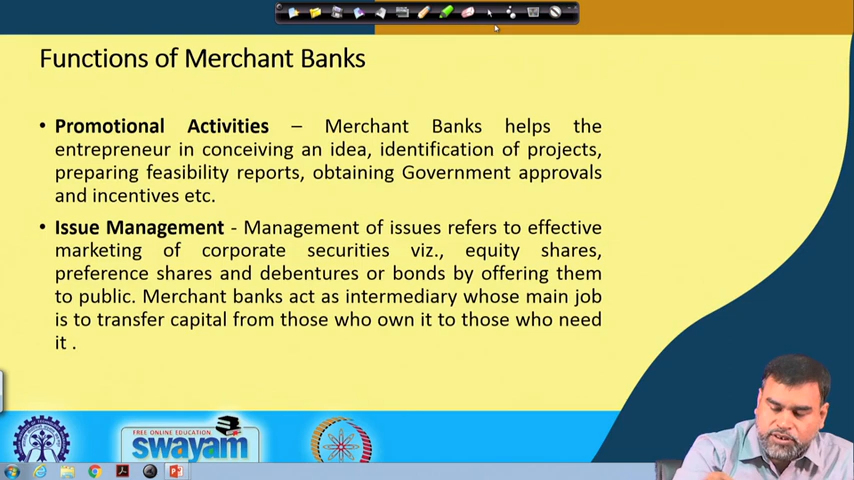 Functions of Merchant Banks
• Promotional Activities – Merchant Banks helps the
entrepreneur in conceiving an idea, identification of projects,
preparing feasibility reports, obtaining Government approvals
and incentives etc.
• Issue Management - Management of issues refers to effective
marketing of corporate securities viz., equity shares,
preference shares and debentures or bonds by offering them
to public. Merchant banks act as intermediary whose main job
is to transfer capital from those who own it to those who need
it .
FREE ONLINE EDUCATION
swayam